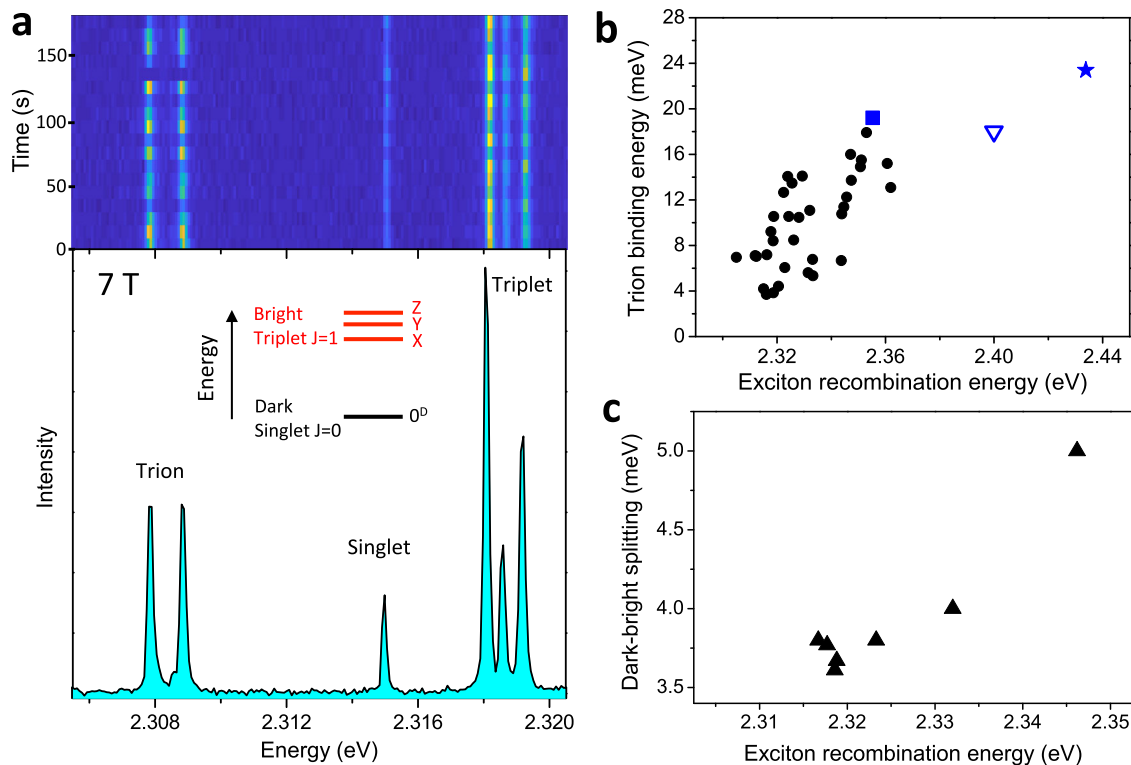 a
Time (s)
150
100
50
0
7 T
Triplet
Bright
Triplet J=1
Z
Y
X
Energy
Dark
Singlet J=0
0ᴰ
Trion
Singlet
Intensity
2.308
2.312
2.316
2.320
Energy (eV)
b
Trion binding energy (meV)
28
24
20
16
12
8
4
0
2.32
2.36
2.40
2.44
Exciton recombination energy (eV)
c
Dark-bright splitting (meV)
5.0
4.5
4.0
3.5
2.31
2.32
2.33
2.34
2.35
Exciton recombination energy (eV)